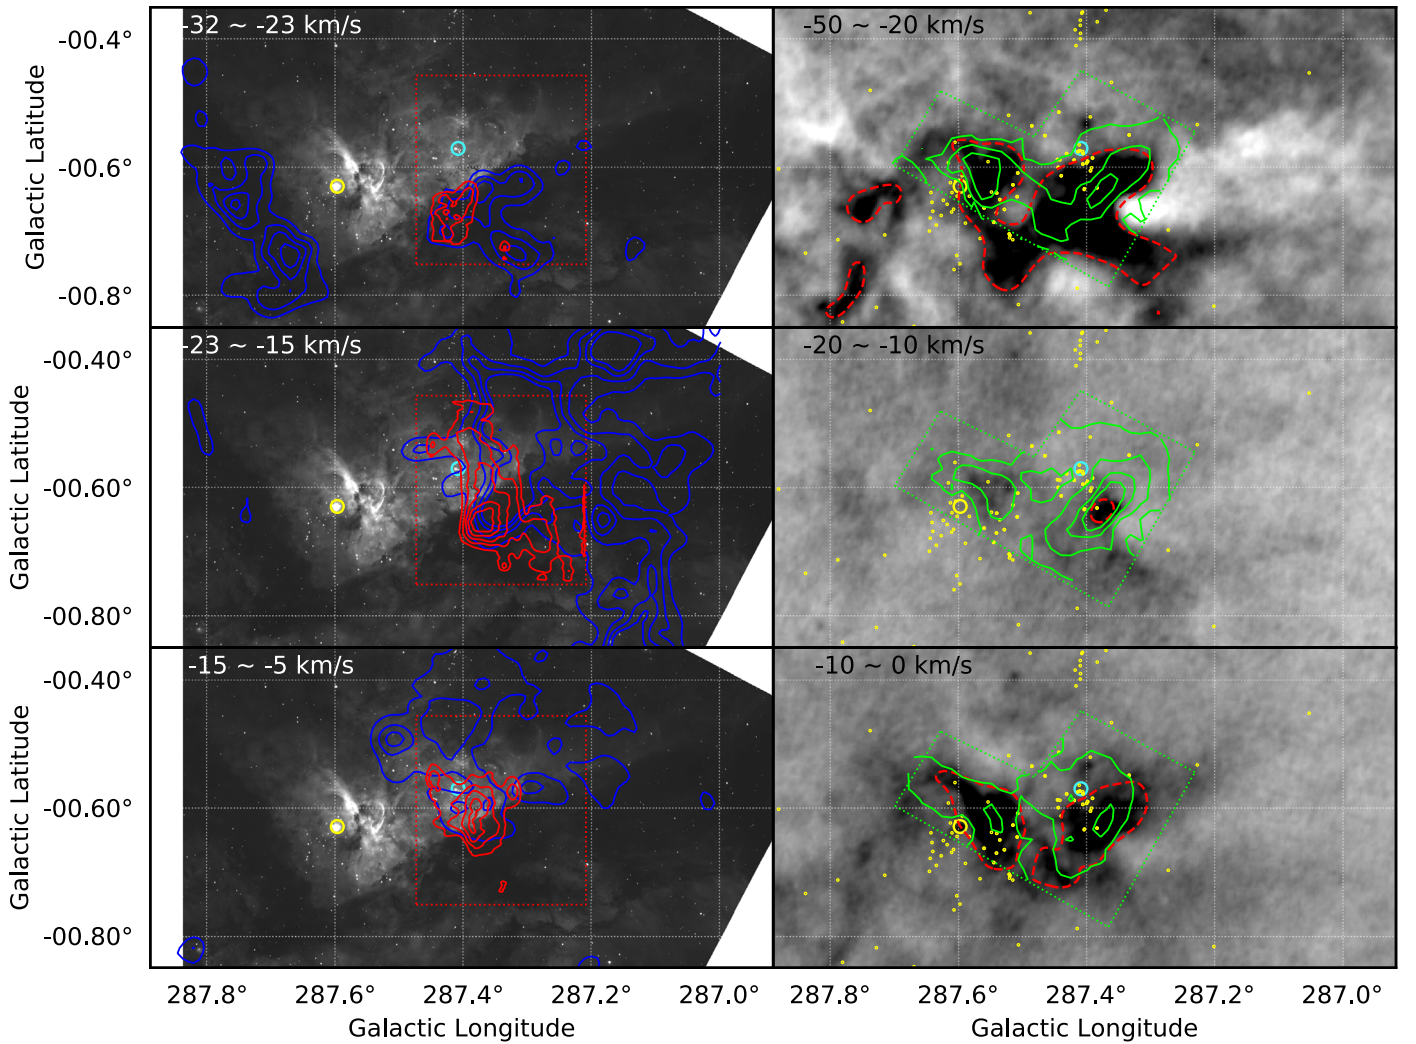 -32 ~ -23 km/s
-50 ~ -20 km/s
-00.4°
-00.6°
-00.8°
Galactic Latitude
-23 ~ -15 km/s
-20 ~ -10 km/s
-00.40°
-00.60°
-00.80°
Galactic Latitude
-15 ~ -5 km/s
-10 ~ 0 km/s
-00.40°
-00.60°
-00.80°
Galactic Latitude
287.8° 287.6° 287.4° 287.2° 287.0° 287.8° 287.6° 287.4° 287.2° 287.0°
Galactic Longitude Galactic Longitude